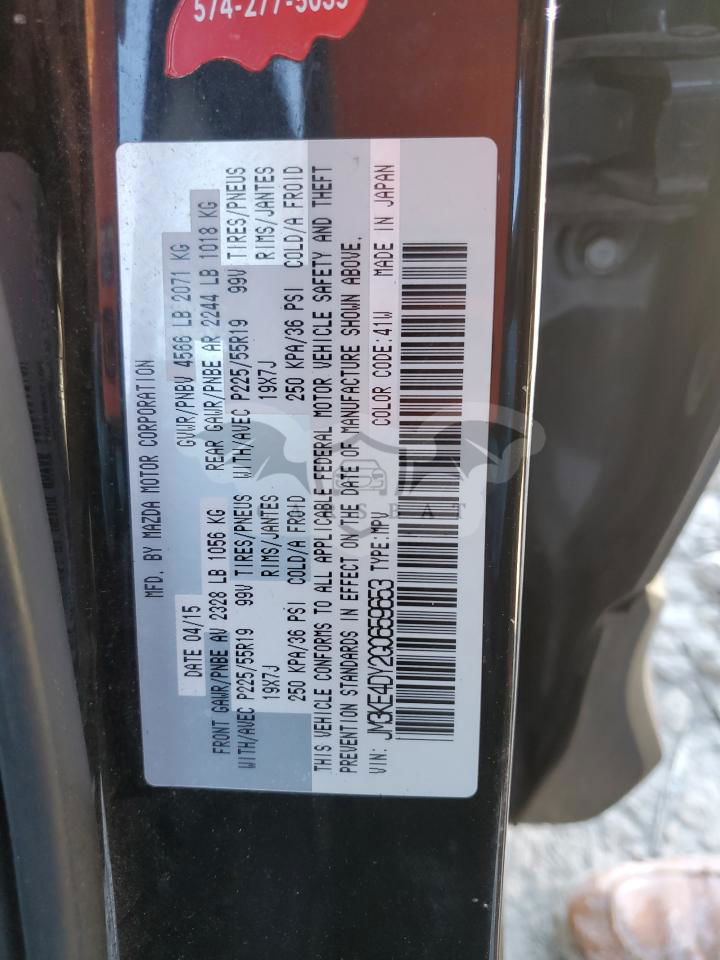 MFD. BY MAZDA MOTOR CORPORATION
DATE 04/15 GVWR/PNBV 4566 LB 2071 KG
FRONT GAWR/PNBE AV 2328 LB 1056 KG REAR GAWR/PNBE AR 2244 LB 1018 KG
WITH/AVEC P225/55R19 99V TIRES/PNEUS WITH/AVEC P225/55R19 99V TIRES/PNEUS
19X7J RIMS/JANTES 19X7J RIMS/JANTES
250 KPA/36 PSI COLD/A FROID 250 KPA/36 PSI COLD/A FROID
THIS VEHICLE CONFORMS TO ALL APPLICABLE FEDERAL MOTOR VEHICLE SAFETY AND THEFT
PREVENTION STANDARDS IN EFFECT ON THE DATE OF MANUFACTURE SHOWN ABOVE.
VIN: JM3KE4DY2G0659653 TYPE:MPV COLOR CODE:41W MADE IN JAPAN